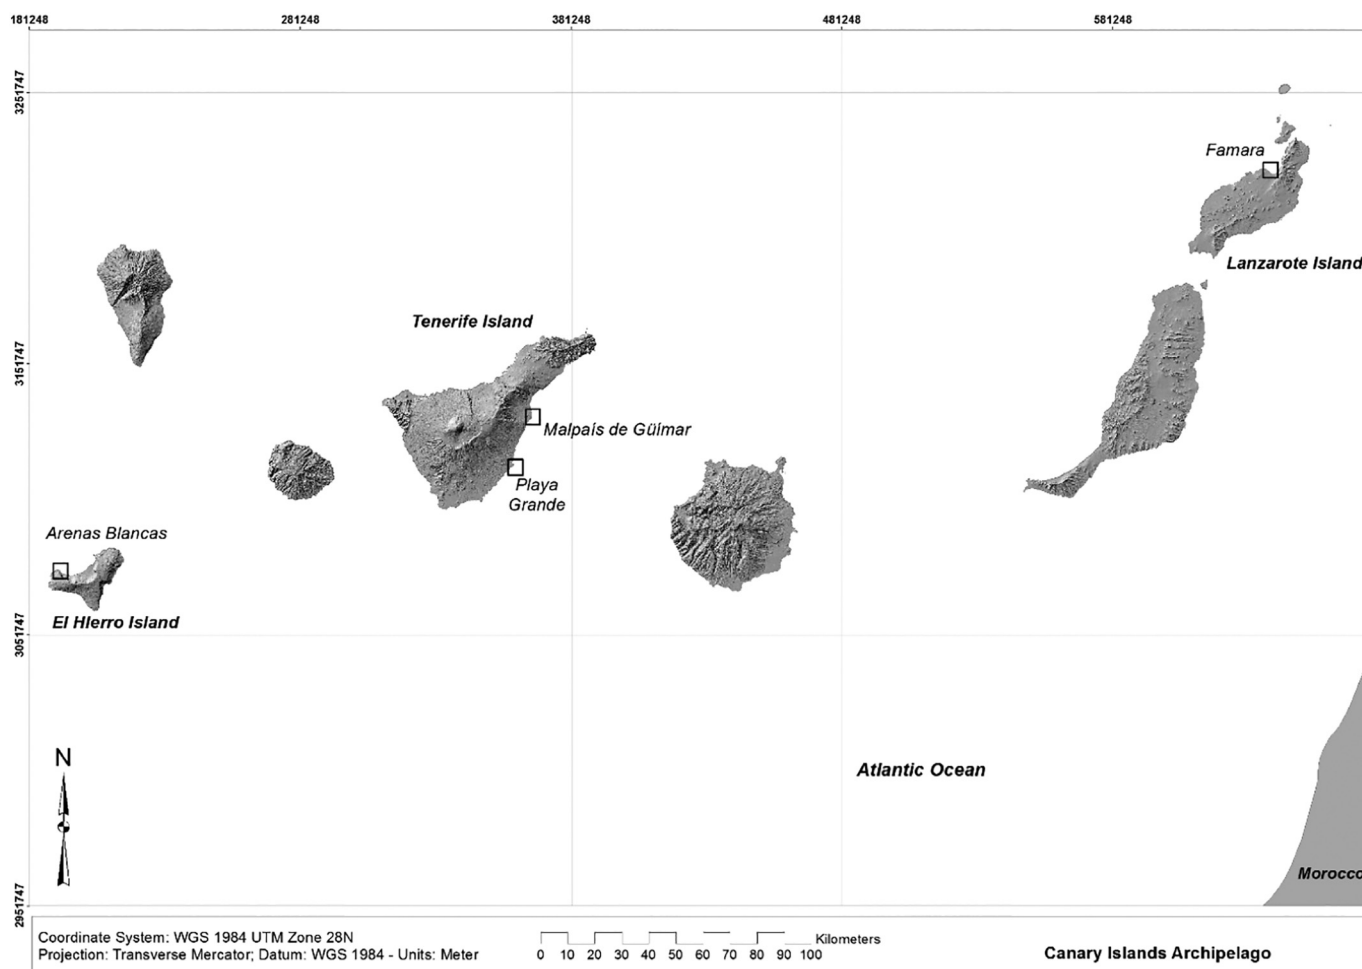 181248 281248 381248 481248 581248
3251747
Famara
Lanzarote Island
Tenerife Island
3151747
Malpaís de Güímar
Playa
Grande
Arenas Blancas
El HIerro Island
3051747
N
Atlantic Ocean
Morocco
2951747
Coordinate System: WGS 1984 UTM Zone 28N
Projection: Transverse Mercator; Datum: WGS 1984 - Units: Meter
Kilometers
0 10 20 30 40 50 60 70 80 90 100
Canary Islands Archipelago